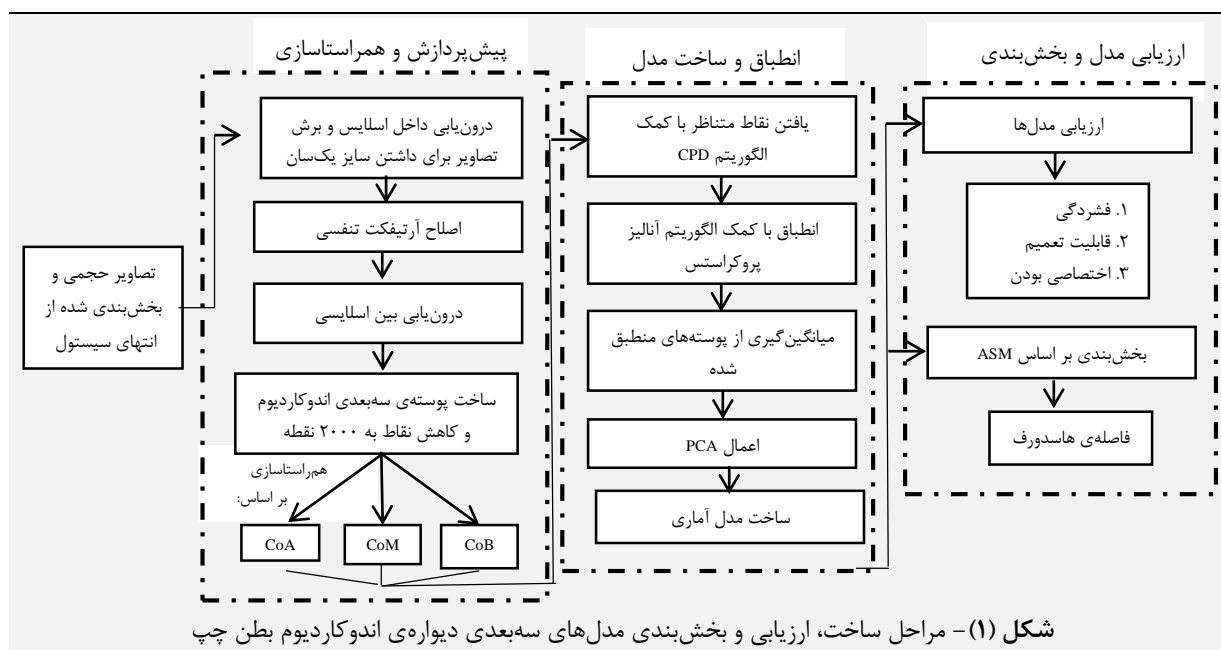 پیش‌پردازش و همراستاسازی
انطباق و ساخت مدل
ارزیابی مدل و بخش‌بندی
تصاویر حجمی و
بخش‌بندی شده از
انتهای سیستول
درون‌یابی داخل اسلایس و برش
تصاویر برای داشتن سایز یک‌سان
اصلاح آرتیفکت تنفسی
درون‌یابی بین اسلایسی
ساخت پوسته‌ی سه‌بعدی اندوکاردیوم
و کاهش نقاط به ۲۰۰۰ نقطه
هم‌راستاسازی
بر اساس:
CoA
CoM
CoB
یافتن نقاط متناظر با کمک
الگوریتم CPD
انطباق با کمک الگوریتم آنالیز
پروکراستس
میانگین‌گیری از پوسته‌های منطبق
شده
اعمال PCA
ساخت مدل آماری
ارزیابی مدل‌ها
۱. فشردگی
۲. قابلیت تعمیم
۳. اختصاصی بودن
بخش‌بندی بر اساس ASM
فاصله‌ی هاسدورف
شکل (۱)- مراحل ساخت، ارزیابی و بخش‌بندی مدل‌های سه‌بعدی دیواره‌ی اندوکاردیوم بطن چپ